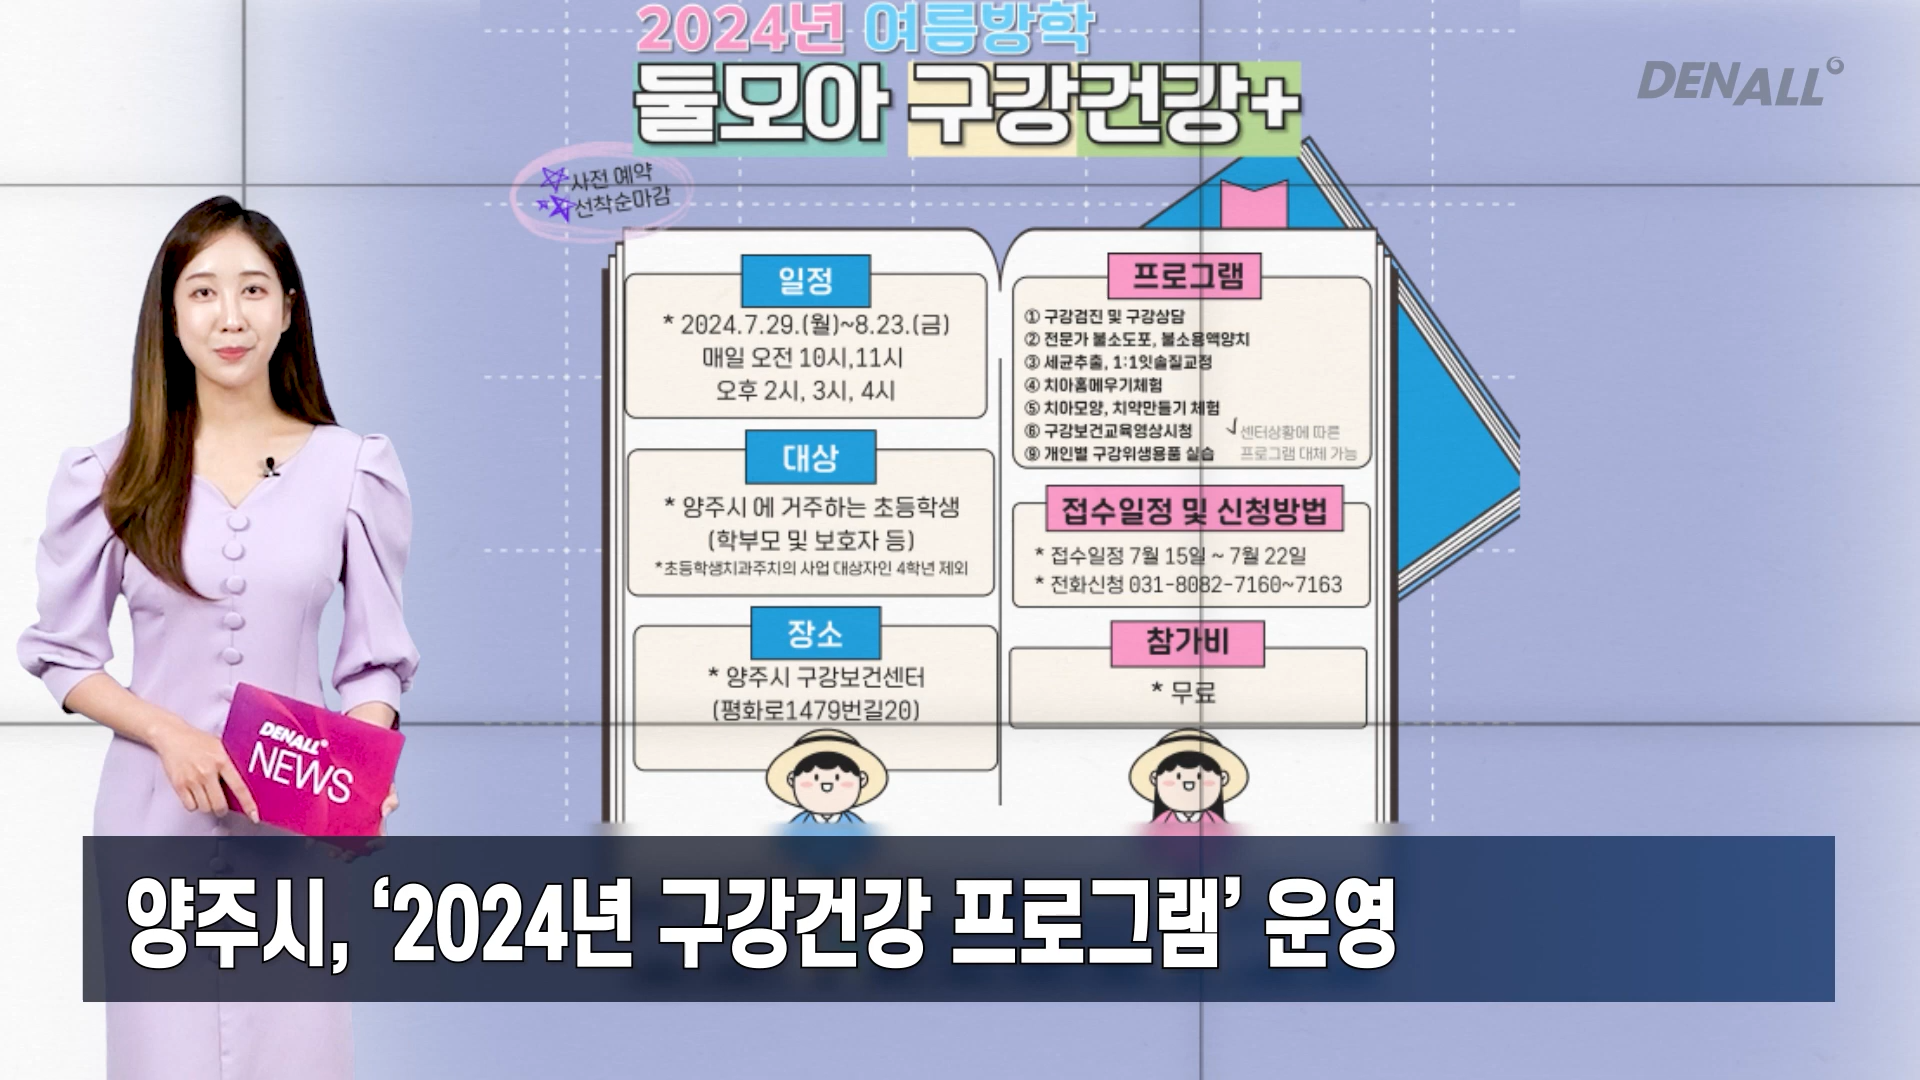 2024년 여름방학
둘모아 구강건강+
DENALL
사전 예약
선착순마감
일정
* 2024.7.29.(월)~8.23.(금)
매일 오전 10시,11시
오후 2시, 3시, 4시
대상
* 양주시 에 거주하는 초등학생
(학부모 및 보호자 등)
*초등학생치과주치의 사업 대상자인 4학년 제외
장소
* 양주시 구강보건센터
(평화로1479번길20)
프로그램
① 구강검진 및 구강상담
② 전문가 불소도포, 불소용액양치
③ 세균추출, 1:1잇솔질교정
④ 치아홈메우기체험
⑤ 치아모양, 치약만들기 체험
⑥ 구강보건교육영상시청
⑨ 개인별 구강위생용품 실습
센터상황에 따른
프로그램 대체 가능
접수일정 및 신청방법
* 접수일정 7월 15일 ~ 7월 22일
* 전화신청 031-8082-7160~7163
참가비
* 무료
DENALL
NEWS
양주시, ‘2024년 구강건강 프로그램’ 운영